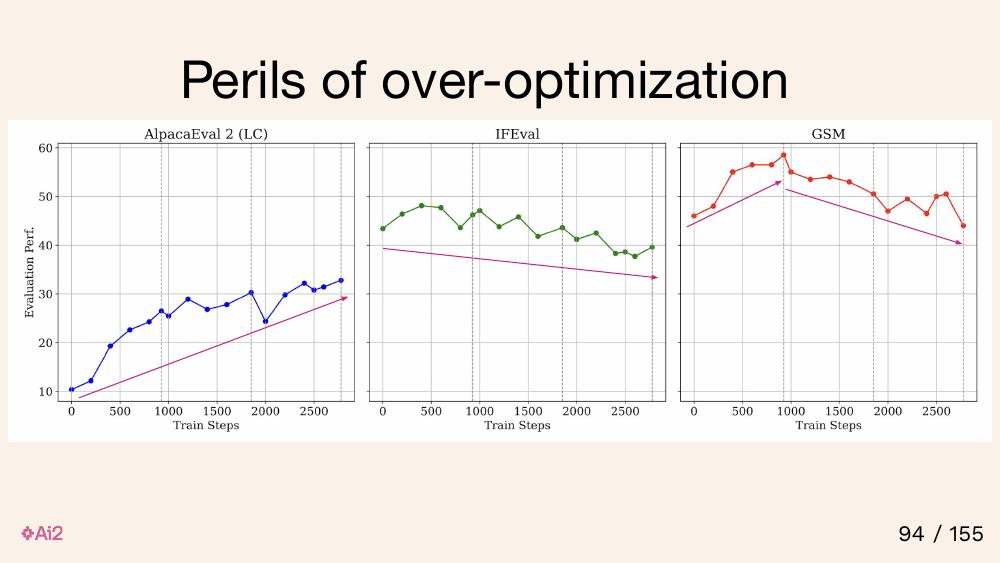 Perils of over-optimization
AlpacaEval 2 (LC)
IFEval
GSM
Evaluation Perf.
60
50
40
30
20
10
0 500 1000 1500 2000 2500
Train Steps
0 500 1000 1500 2000 2500
Train Steps
0 500 1000 1500 2000 2500
Train Steps
Ai2
94 / 155